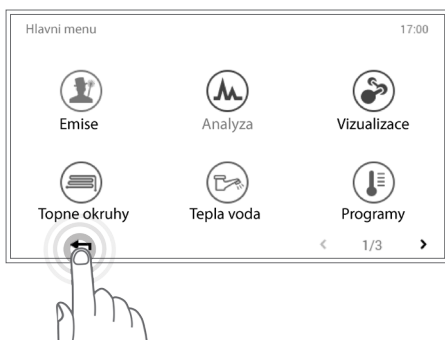 Hlavni menu 17:00
Emise Analyza Vizualizace
Topne okruhy Tepla voda Programy
1/3